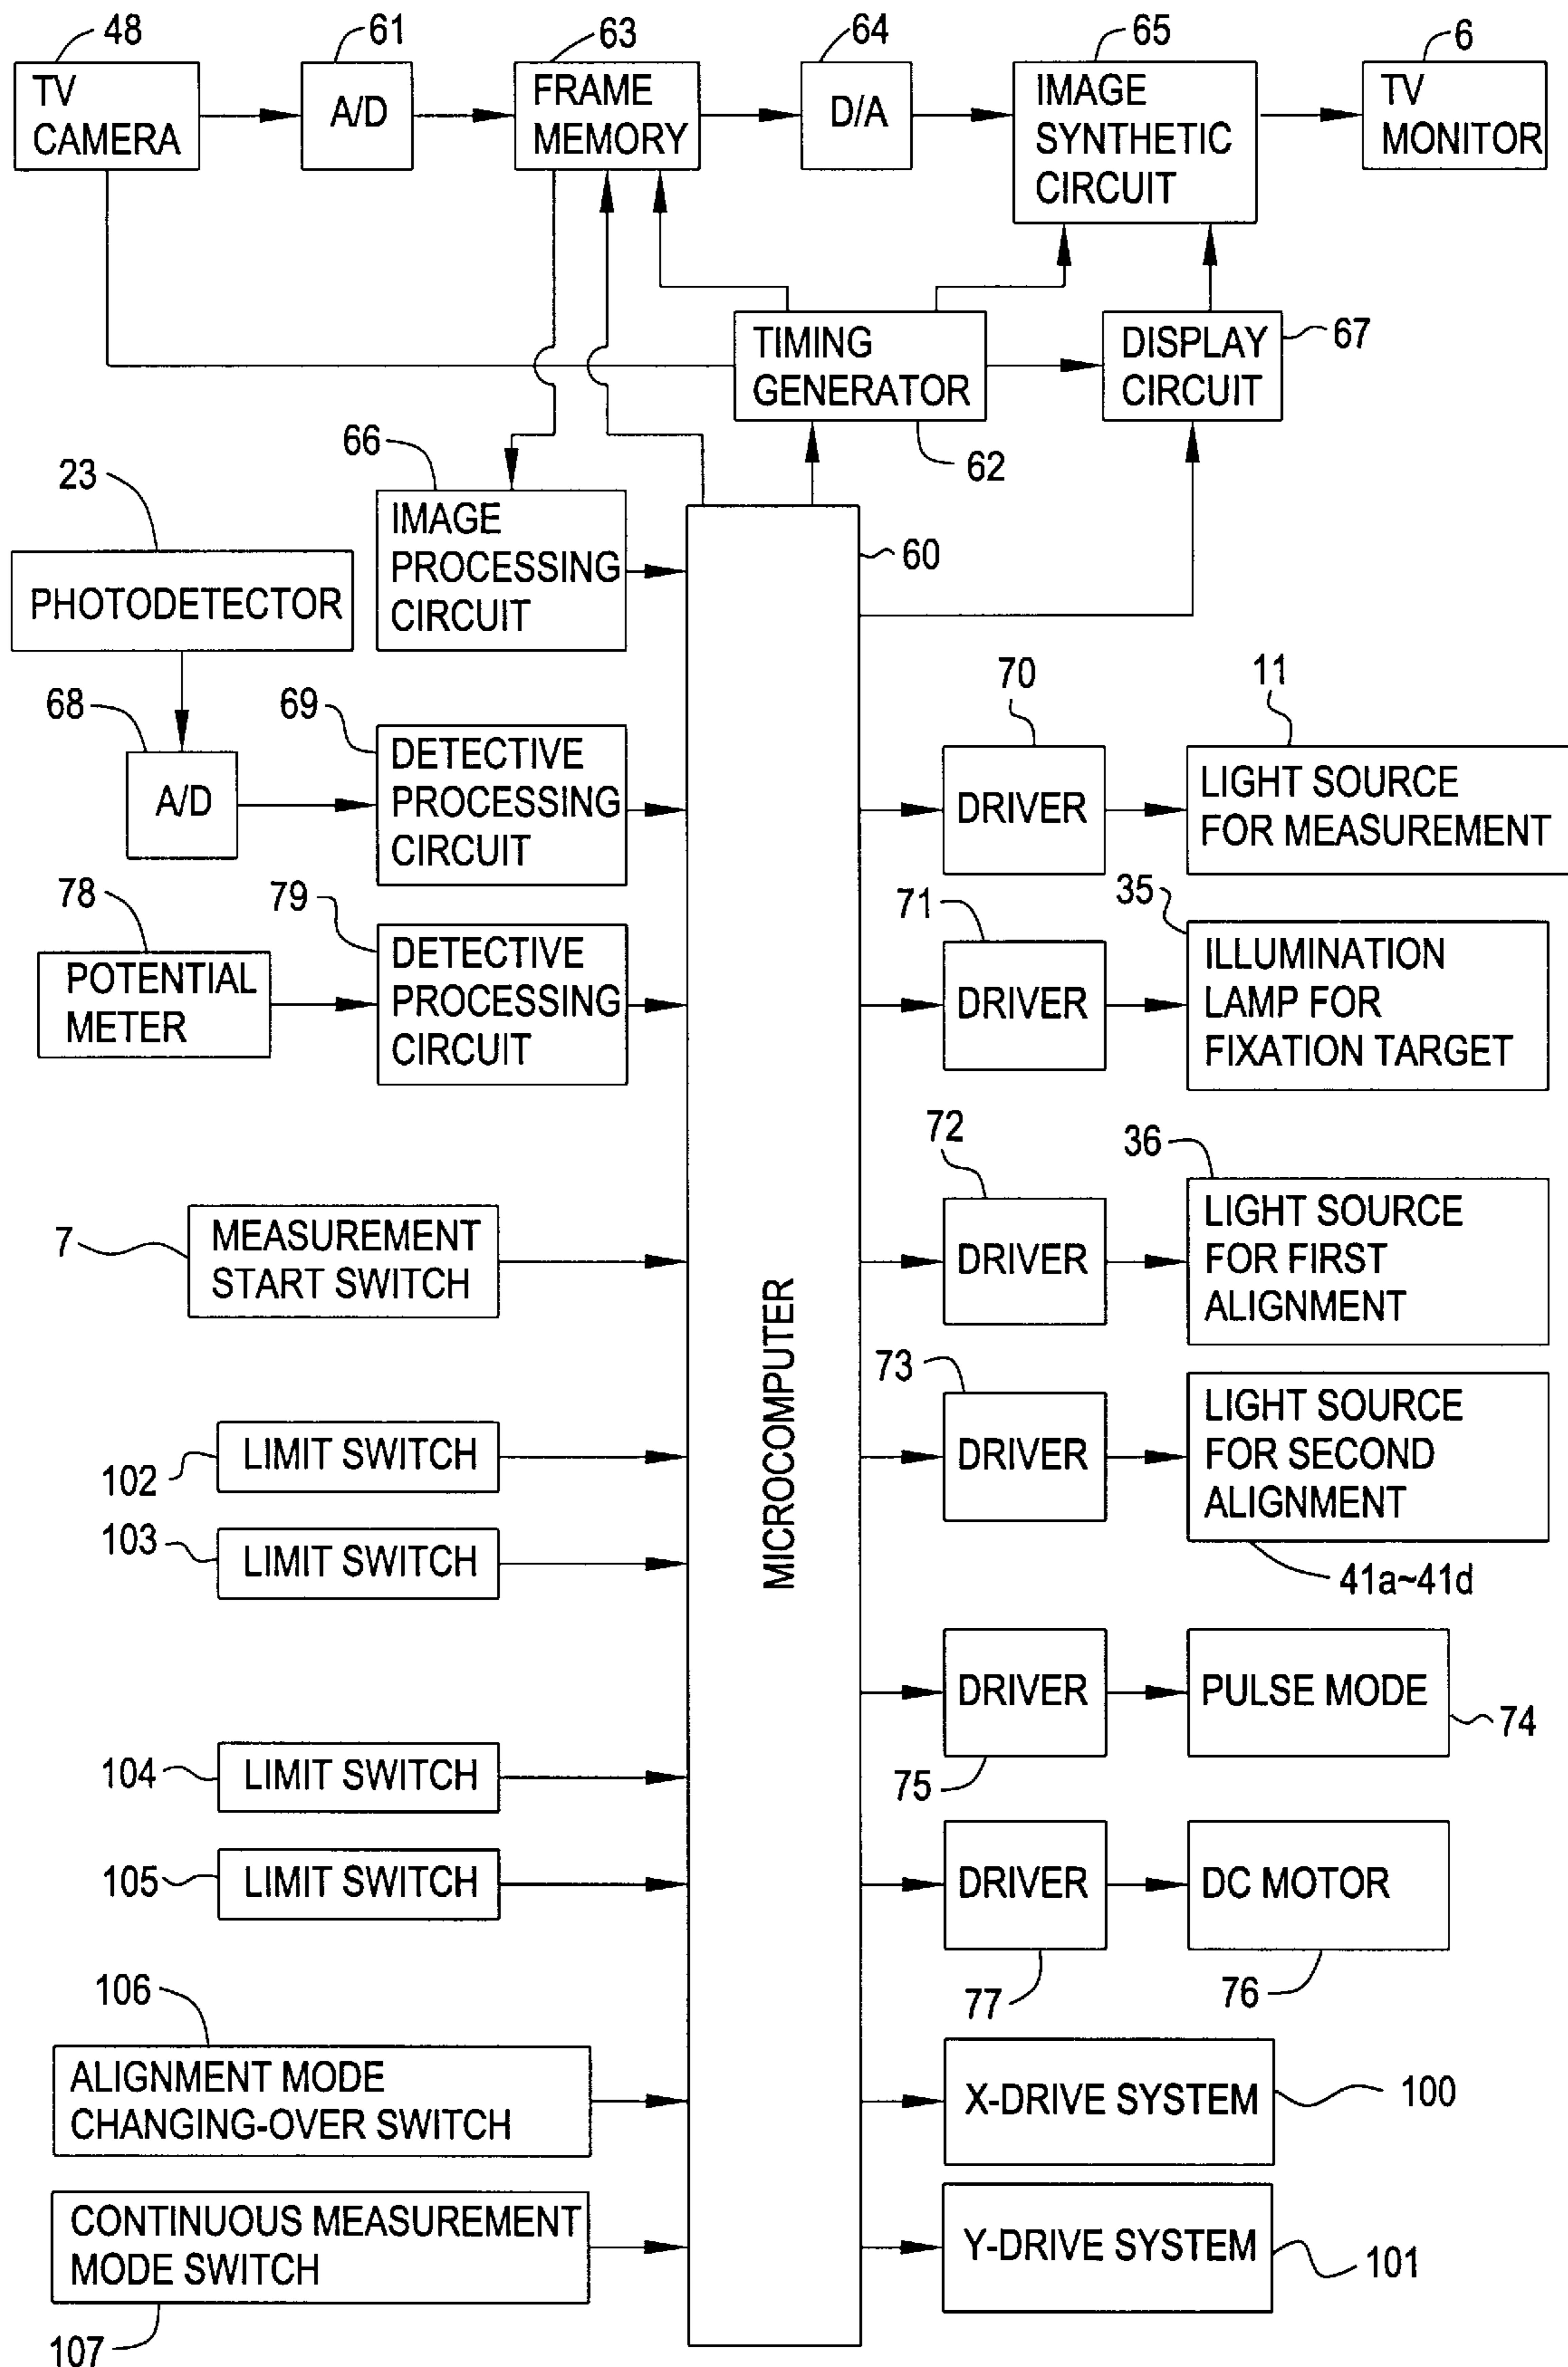 48
61
63
64
65
6
TV
CAMERA
A/D
FRAME
MEMORY
D/A
IMAGE
SYNTHETIC
CIRCUIT
TV
MONITOR
TIMING
GENERATOR
62
DISPLAY
CIRCUIT
67
66
IMAGE
PROCESSING
CIRCUIT
60
23
PHOTODETECTOR
68
A/D
69
DETECTIVE
PROCESSING
CIRCUIT
70
DRIVER
11
LIGHT SOURCE
FOR MEASUREMENT
78
POTENTIAL
METER
79
DETECTIVE
PROCESSING
CIRCUIT
71
DRIVER
35
ILLUMINATION
LAMP FOR
FIXATION TARGET
7
MEASUREMENT
START SWITCH
MICROCOMPUTER
72
DRIVER
36
LIGHT SOURCE
FOR FIRST
ALIGNMENT
102
LIMIT SWITCH
73
DRIVER
LIGHT SOURCE
FOR SECOND
ALIGNMENT
41a~41d
103
LIMIT SWITCH
DRIVER
75
PULSE MODE
74
104
LIMIT SWITCH
105
LIMIT SWITCH
DRIVER
77
DC MOTOR
76
106
ALIGNMENT MODE
CHANGING-OVER SWITCH
X-DRIVE SYSTEM
100
CONTINUOUS MEASUREMENT
MODE SWITCH
107
Y-DRIVE SYSTEM
101